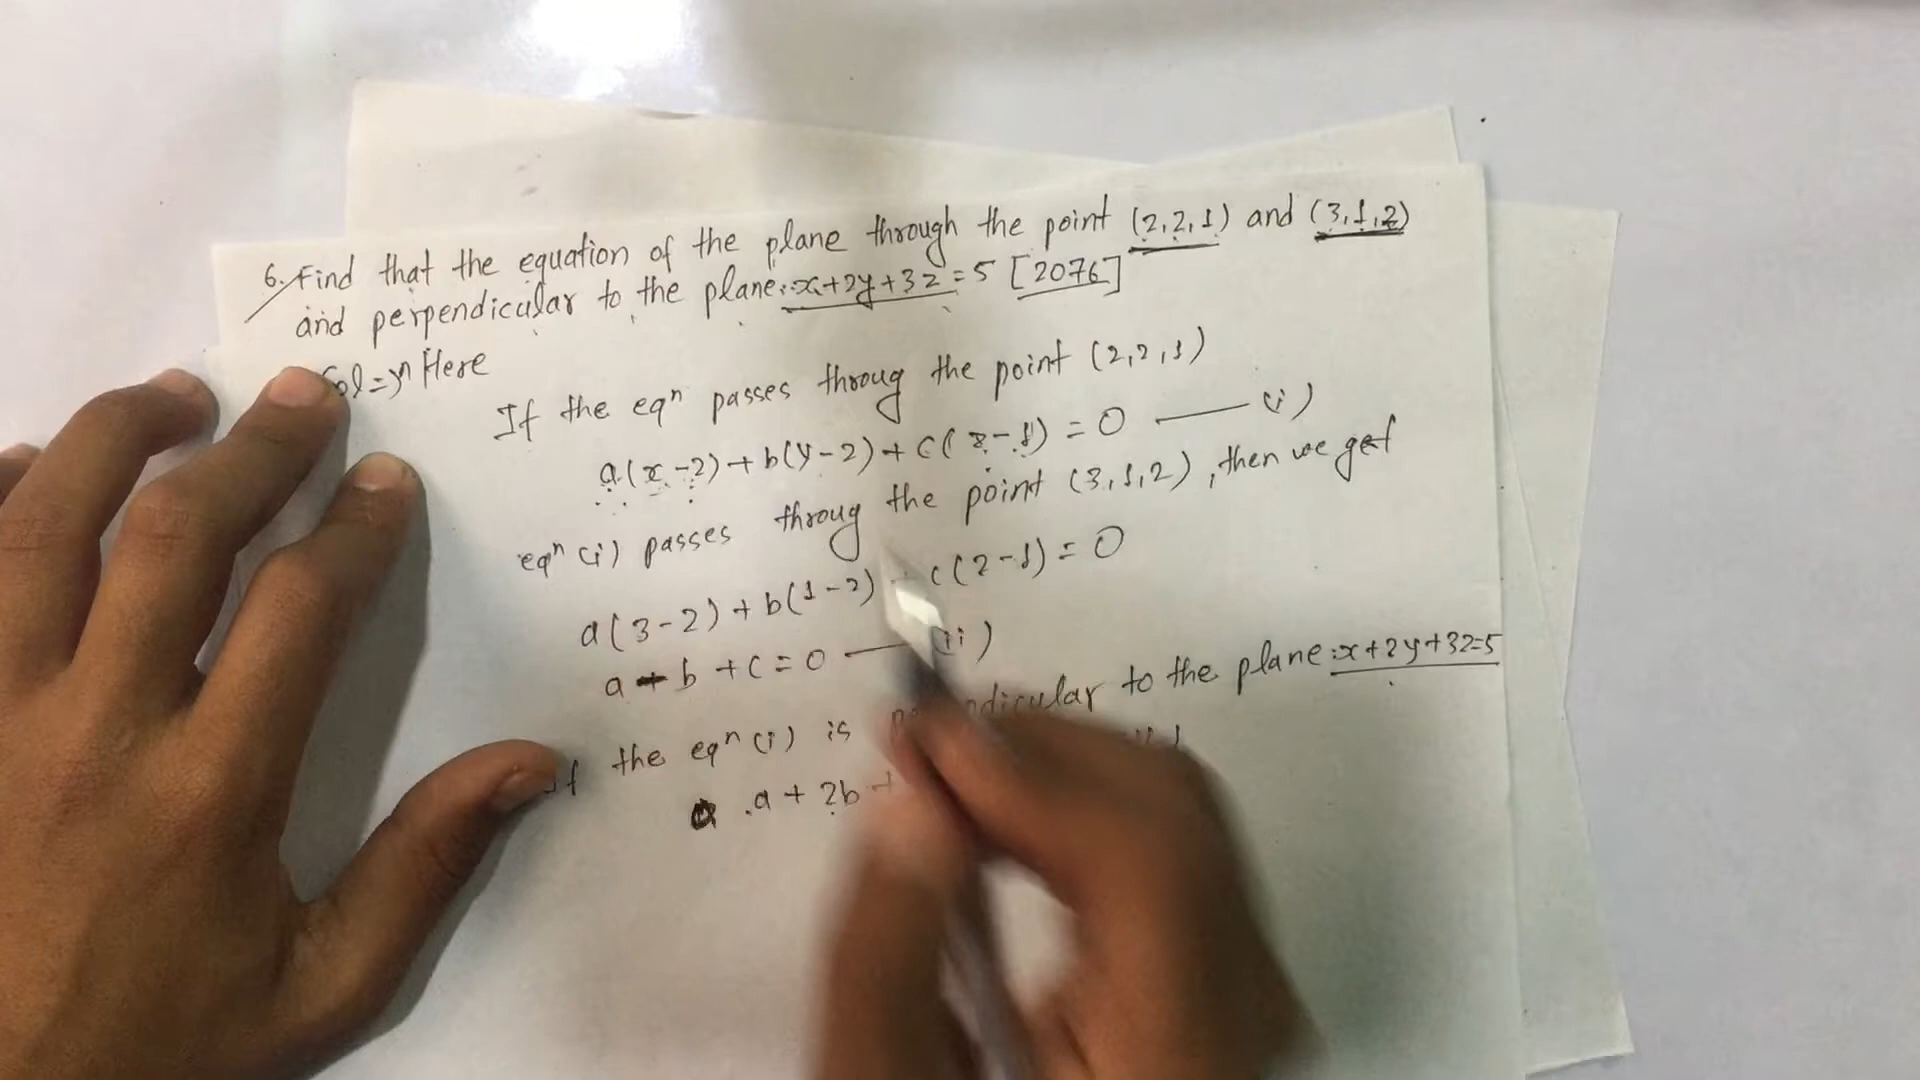 6. Find that the equation of the plane through the point (2,2,1) and (3,1,2)
and perpendicular to the plane: x+2y+3z=5 [2076]
Here
If the eqⁿ passes throug the point (2,2,1)
a(x-2)+b(y-2)+c(z-1)=0 —— (i)
eqⁿ (i) passes throug the point (3,1,2), then we get
a(3-2)+b(1-2) c(2-1)=0
a - b + c = 0 —— (ii)
the eqⁿ (i) is to the plane: x+2y+3z=5
a + 2b +